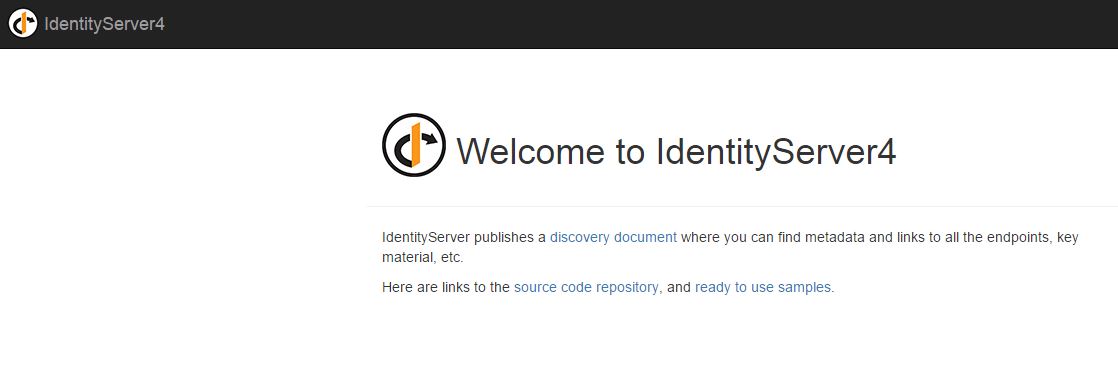 IdentityServer4
Welcome to IdentityServer4
IdentityServer publishes a discovery document where you can find metadata and links to all the endpoints, key
material, etc.
Here are links to the source code repository, and ready to use samples.